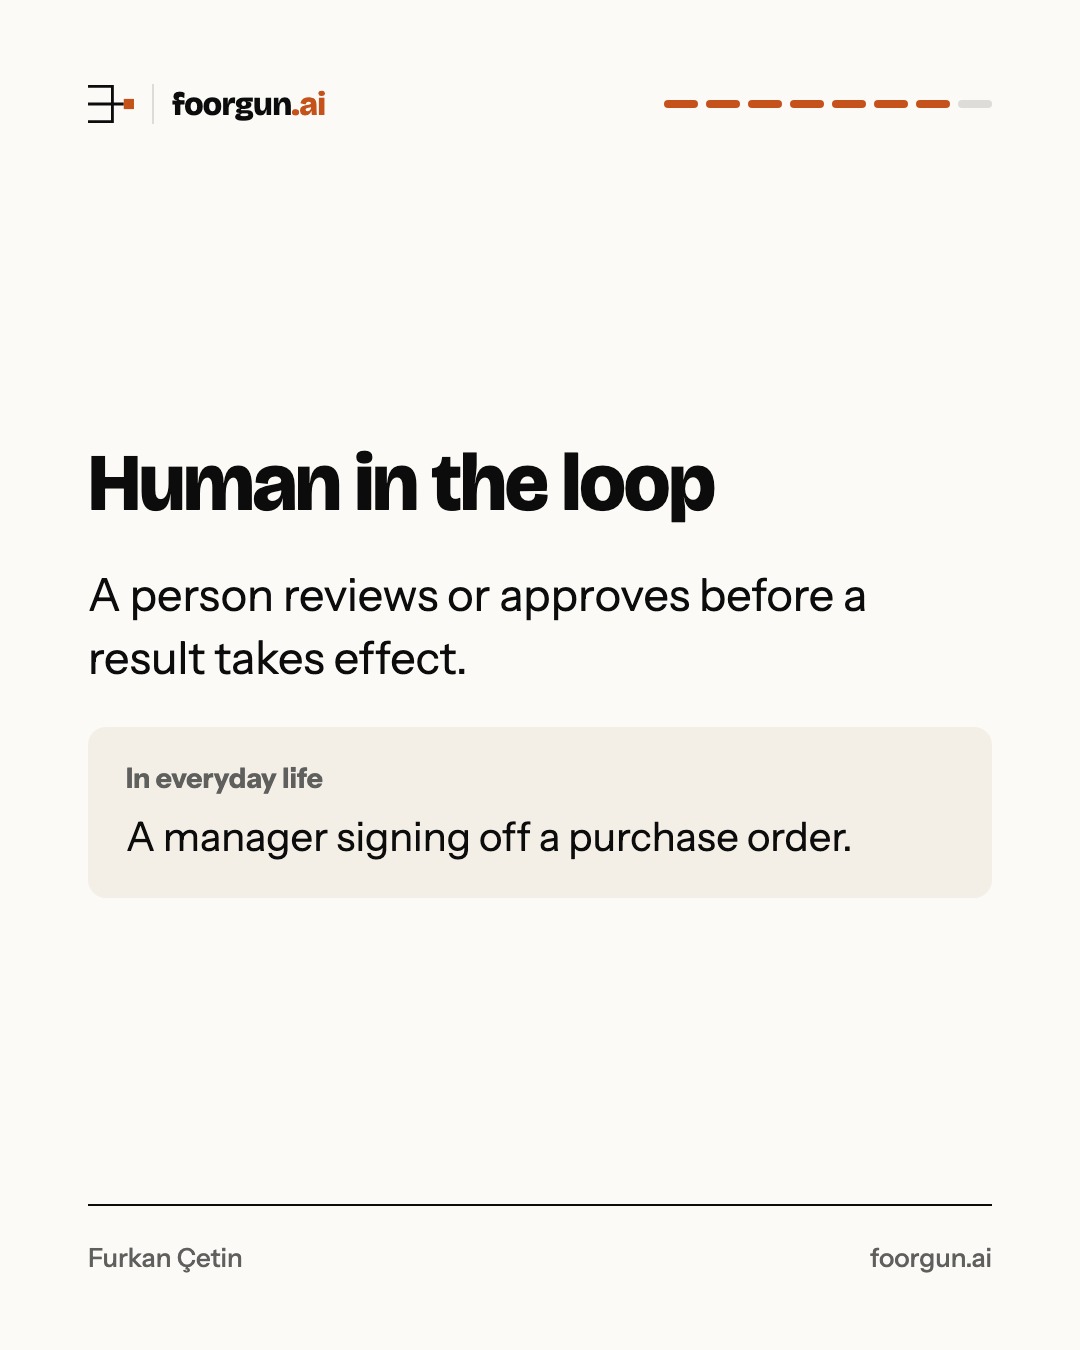 foorgun.ai
Human in the loop
A person reviews or approves before a
result takes effect.
In everyday life
A manager signing off a purchase order.
Furkan Çetin
foorgun.ai